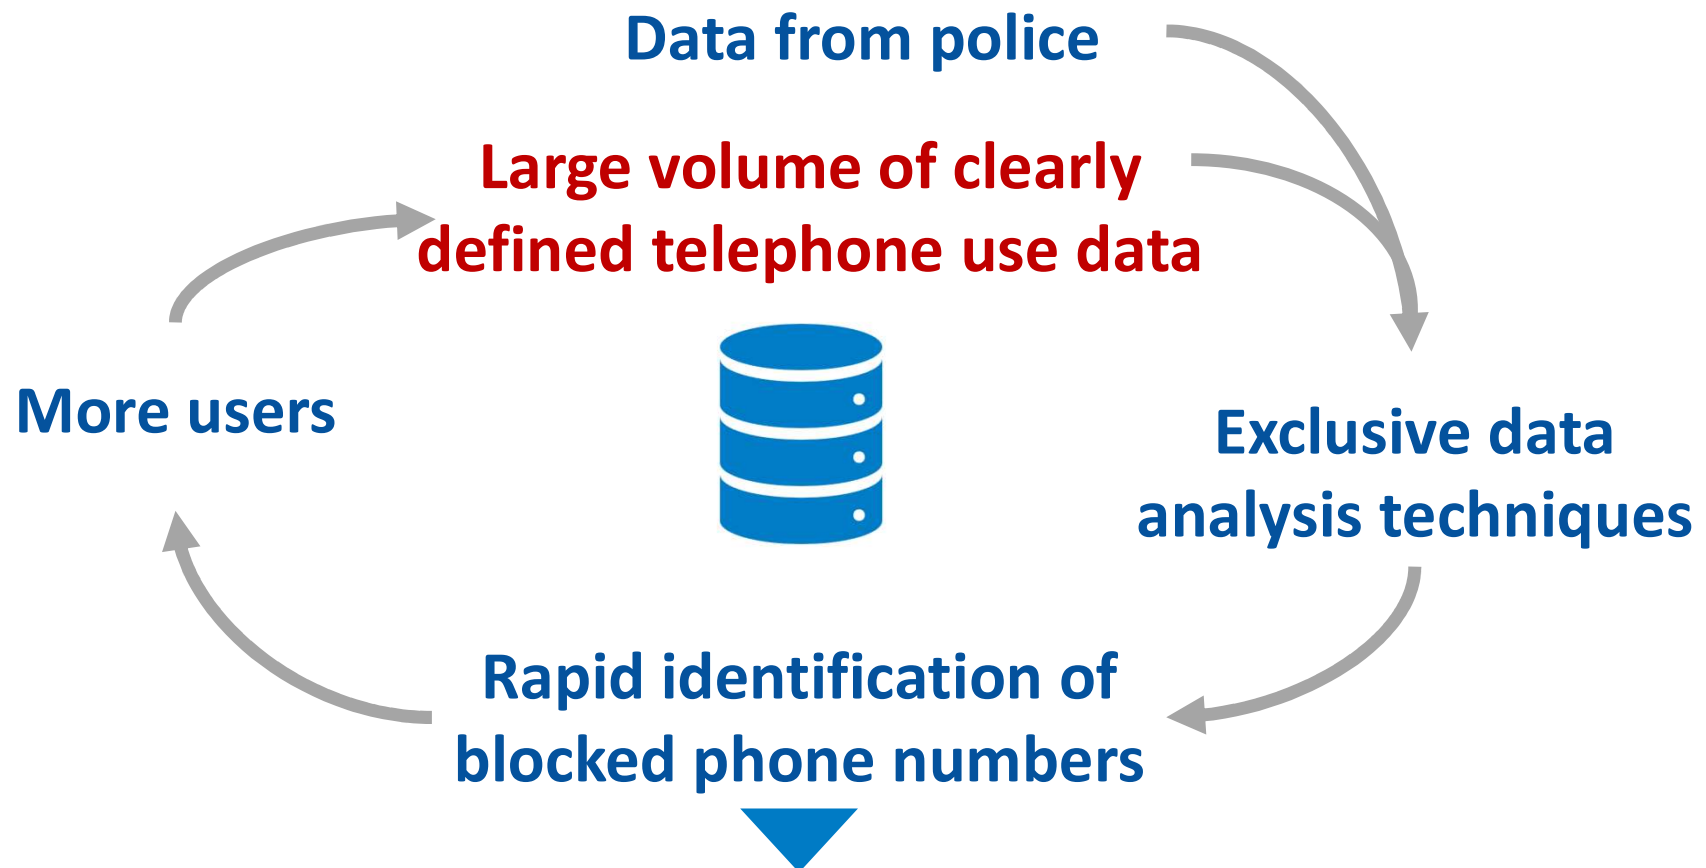 Data from police
Large volume of clearly
defined telephone use data
More users
Exclusive data
analysis techniques
Rapid identification of
blocked phone numbers